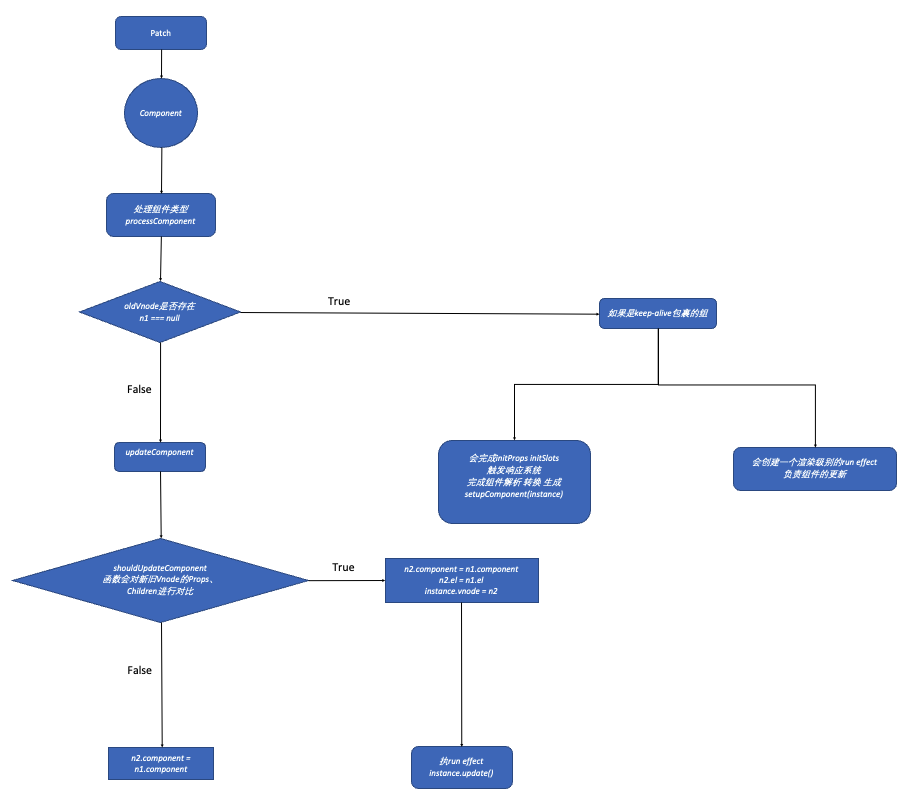 Patch
Component
处理组件类型
processComponent
oldVnode是否存在
n1 === null
True
如果是keep-alive包裹的组
False
updateComponent
会完成initProps initSlots
触发响应系统
完成组件解析 转换 生成
setupComponent(instance)
会创建一个渲染级别的run effect
负责组件的更新
shouldUpdateComponent
函数会对新旧Vnode的Props、
Children进行对比
True
n2.component = n1.component
n2.el = n1.el
instance.vnode = n2
False
n2.component =
n1.component
执run effect
instance.update()